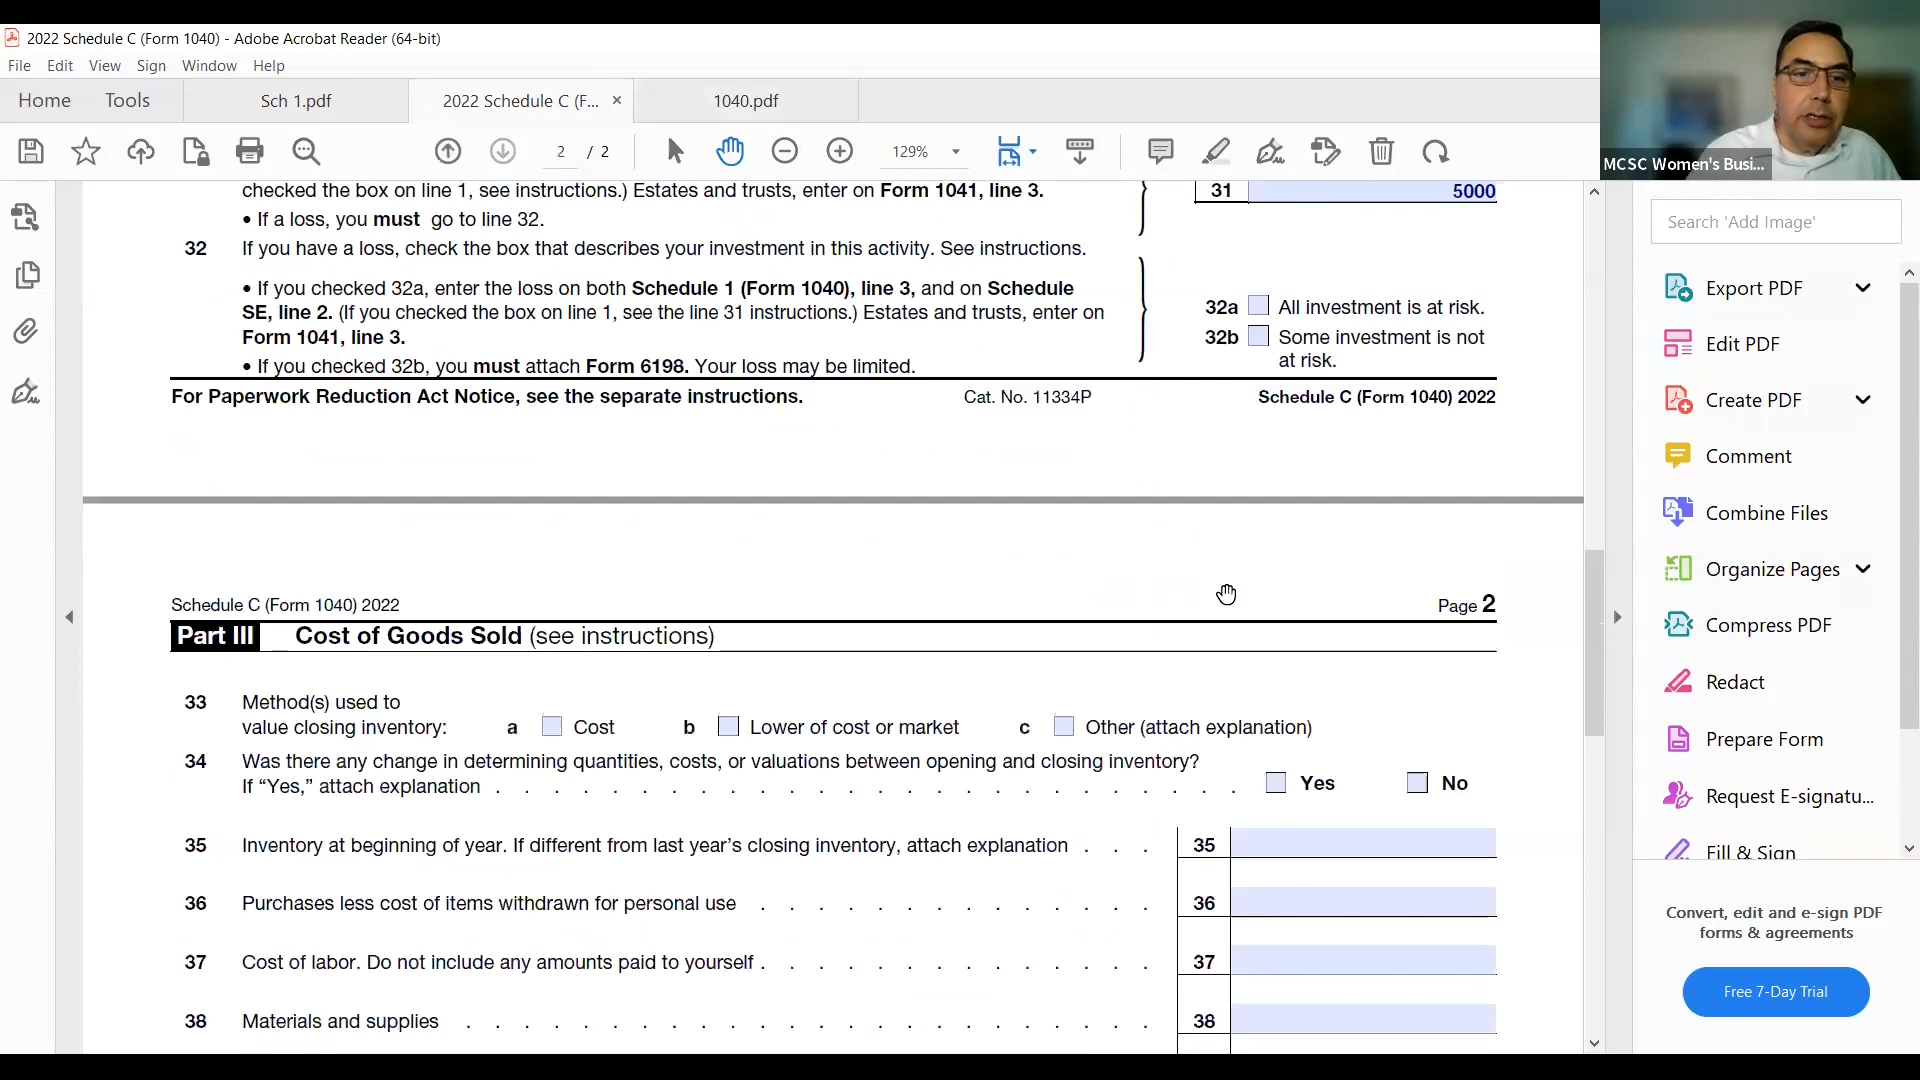 2022 Schedule C (Form 1040) - Adobe Acrobat Reader (64-bit)
File Edit View Sign Window Help
Home Tools Sch 1.pdf 2022 Schedule C (F... × 1040.pdf
2 / 2 129%
MCSC Women's Busi...
checked the box on line 1, see instructions.) Estates and trusts, enter on Form 1041, line 3. 31 5000
• If a loss, you must go to line 32.
32 If you have a loss, check the box that describes your investment in this activity. See instructions.
• If you checked 32a, enter the loss on both Schedule 1 (Form 1040), line 3, and on Schedule
SE, line 2. (If you checked the box on line 1, see the line 31 instructions.) Estates and trusts, enter on
Form 1041, line 3.
• If you checked 32b, you must attach Form 6198. Your loss may be limited.
32a All investment is at risk.
32b Some investment is not
at risk.
For Paperwork Reduction Act Notice, see the separate instructions. Cat. No. 11334P Schedule C (Form 1040) 2022
Schedule C (Form 1040) 2022 Page 2
Part III Cost of Goods Sold (see instructions)
33 Method(s) used to
value closing inventory: a Cost b Lower of cost or market c Other (attach explanation)
34 Was there any change in determining quantities, costs, or valuations between opening and closing inventory?
If “Yes,” attach explanation . . . . . . . . . . . . . . . . . . . . . . . . . . Yes No
35 Inventory at beginning of year. If different from last year’s closing inventory, attach explanation . . . 35
36 Purchases less cost of items withdrawn for personal use . . . . . . . . . . . . . . 36
37 Cost of labor. Do not include any amounts paid to yourself . . . . . . . . . . . . . . 37
38 Materials and supplies . . . . . . . . . . . . . . . . . . . . . . . . 38
Search 'Add Image'
Export PDF
Edit PDF
Create PDF
Comment
Combine Files
Organize Pages
Compress PDF
Redact
Prepare Form
Request E-signatu...
Fill & Sign
Convert, edit and e-sign PDF
forms & agreements
Free 7-Day Trial